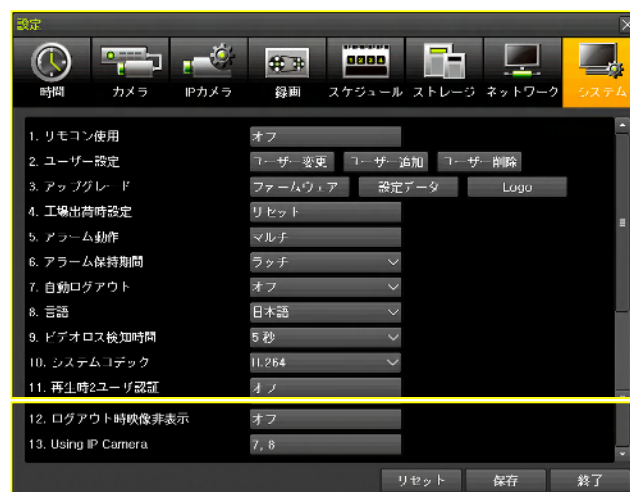 設定
時間 カメラ IPカメラ 録画 スケジュール ストレージ ネットワーク システム
1. リモコン使用 オフ
2. ユーザー設定 ユーザー変更 ユーザー追加 ユーザー削除
3. アップグレード ファームウェア 設定データ Logo
4. 工場出荷時設定 リセット
5. アラーム動作 マルチ
6. アラーム保持期間 ラッチ
7. 自動ログアウト オフ
8. 言語 日本語
9. ビデオロス検知時間 5秒
10. システムコデック H.264
11. 再生時2ユーザ認証 オフ
12. ログアウト時映像非表示 オフ
13. Using IP Camera 7, 8
リセット 保存 終了